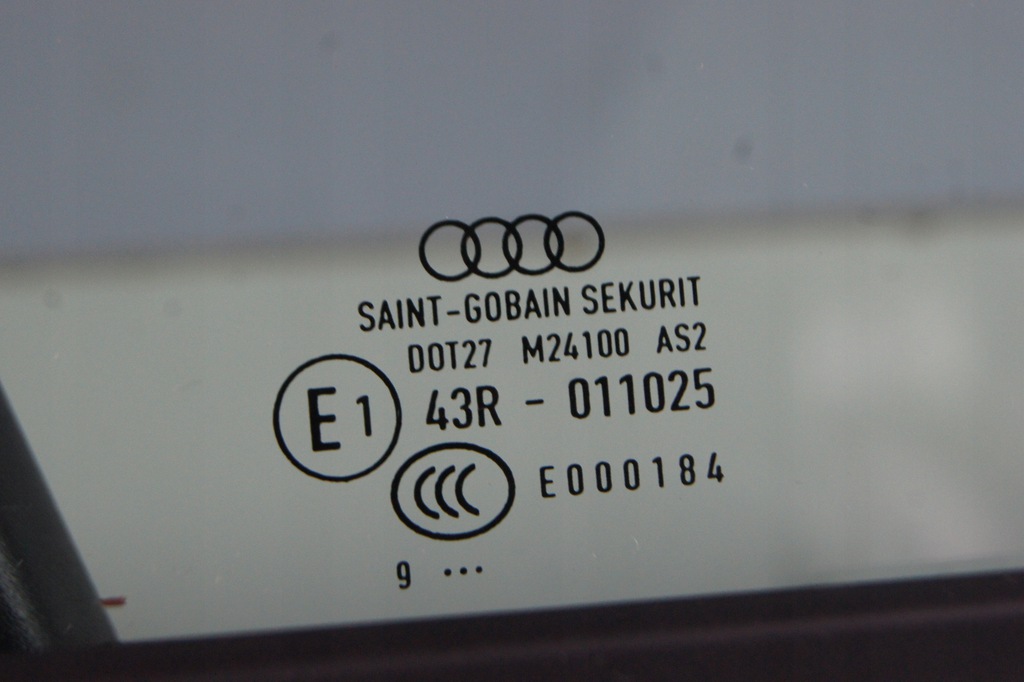 SAINT-GOBAIN SEKURIT
DOT27 M24100 AS2
E1 43R - 011025
CCC E000184
9 ...